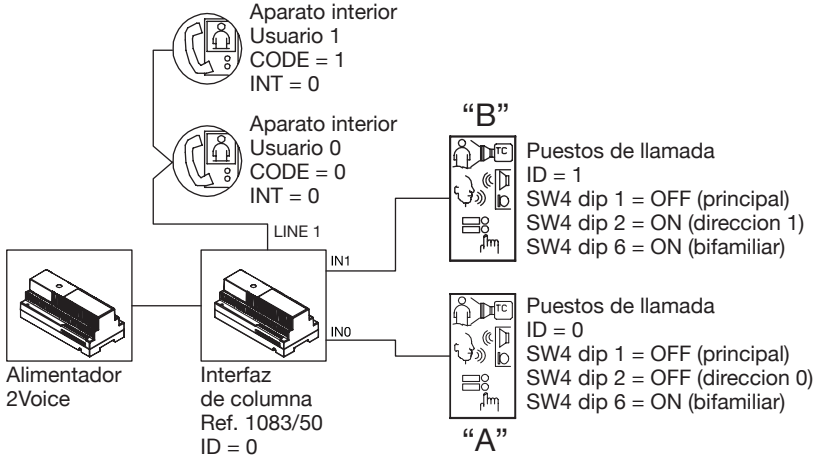 Aparato interior
Usuario 1
CODE = 1
INT = 0
Aparato interior
Usuario 0
CODE = 0
INT = 0
LINE 1
“B”
TC
Puestos de llamada
ID = 1
SW4 dip 1 = OFF (principal)
SW4 dip 2 = ON (direccion 1)
SW4 dip 6 = ON (bifamiliar)
IN1
IN0
TC
Puestos de llamada
ID = 0
SW4 dip 1 = OFF (principal)
SW4 dip 2 = OFF (direccion 0)
SW4 dip 6 = ON (bifamiliar)
“A”
Alimentador
2Voice
Interfaz
de columna
Ref. 1083/50
ID = 0